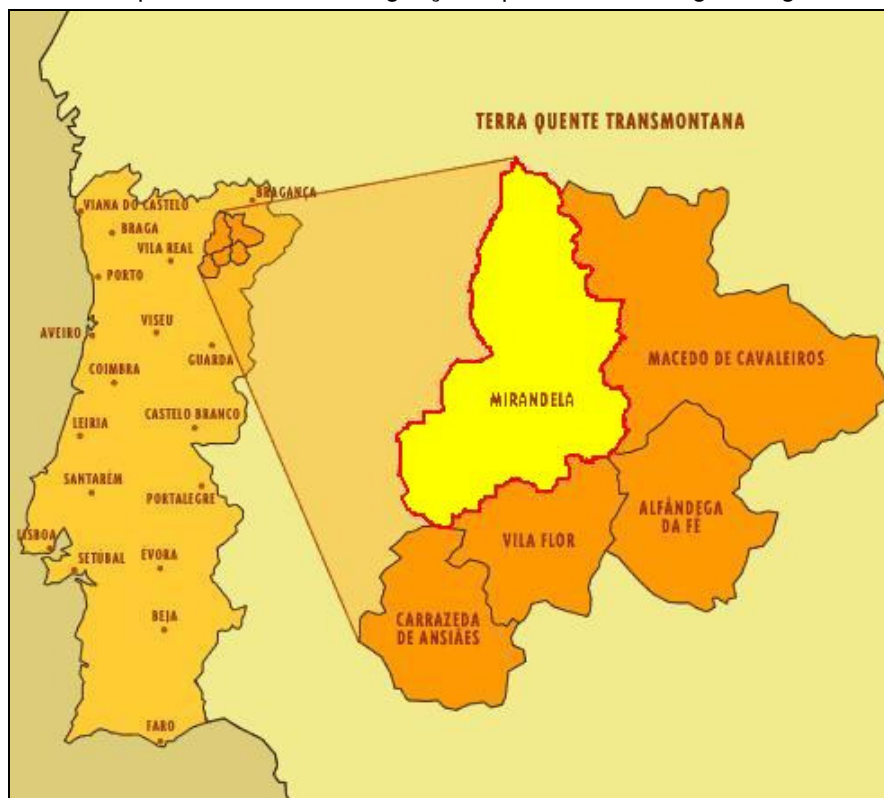 TERRA QUENTE TRANSMONTANA
BRAGANÇA
VIANA DO CASTELO
BRAGA
VILA REAL
PORTO
AVEIRO
VISEU
GUARDA
COIMBRA
CASTELO BRANCO
LEIRIA
SANTARÉM
PORTALEGRE
LISBOA
SETÚBAL
ÉVORA
BEJA
FARO
MACEDO DE CAVALEIROS
MIRANDELA
ALFÂNDEGA
DA FÉ
VILA FLOR
CARRAZEDA
DE ANSIÃES